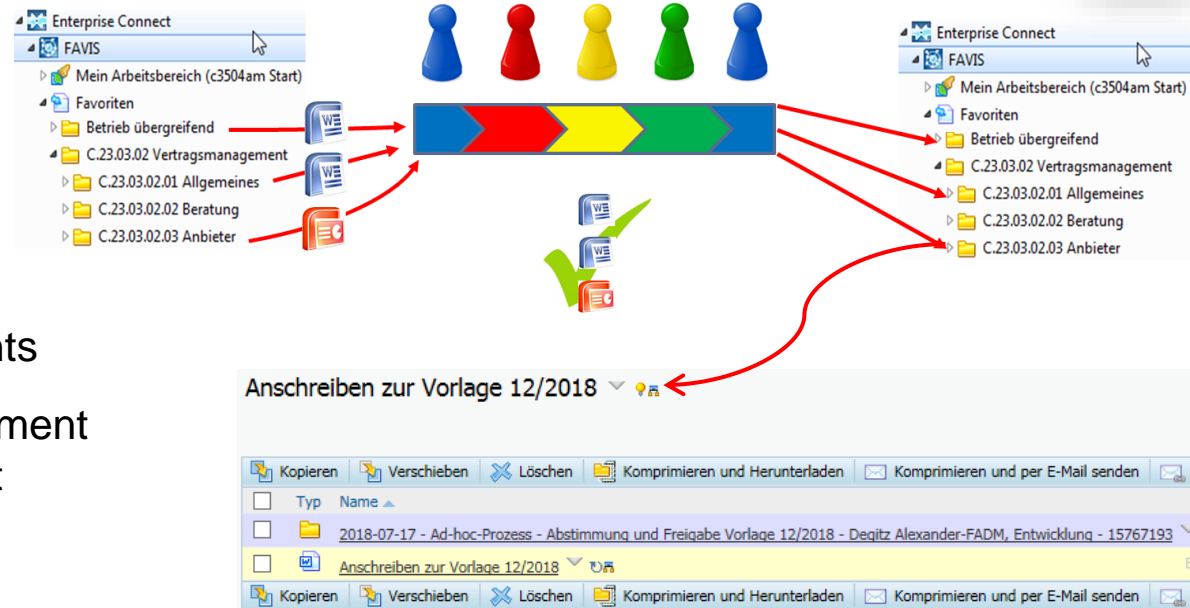 Enterprise Connect
FAVIS
Mein Arbeitsbereich (c3504am Start)
Favoriten
Betrieb übergreifend
C.23.03.02 Vertragsmanagement
C.23.03.02.01 Allgemeines
C.23.03.02.02 Beratung
C.23.03.02.03 Anbieter
Enterprise Connect
FAVIS
Mein Arbeitsbereich (c3504am Start)
Favoriten
Betrieb übergreifend
C.23.03.02 Vertragsmanagement
C.23.03.02.01 Allgemeines
C.23.03.02.02 Beratung
C.23.03.02.03 Anbieter
nts
ment
t
Anschreiben zur Vorlage 12/2018
Kopieren Verschieben Löschen Komprimieren und Herunterladen Komprimieren und per E-Mail senden
Typ Name
2018-07-17 - Ad-hoc-Prozess - Abstimmung und Freigabe Vorlage 12/2018 - Degitz Alexander-FADM, Entwicklung - 15767193
Anschreiben zur Vorlage 12/2018
Kopieren Verschieben Löschen Komprimieren und Herunterladen Komprimieren und per E-Mail senden